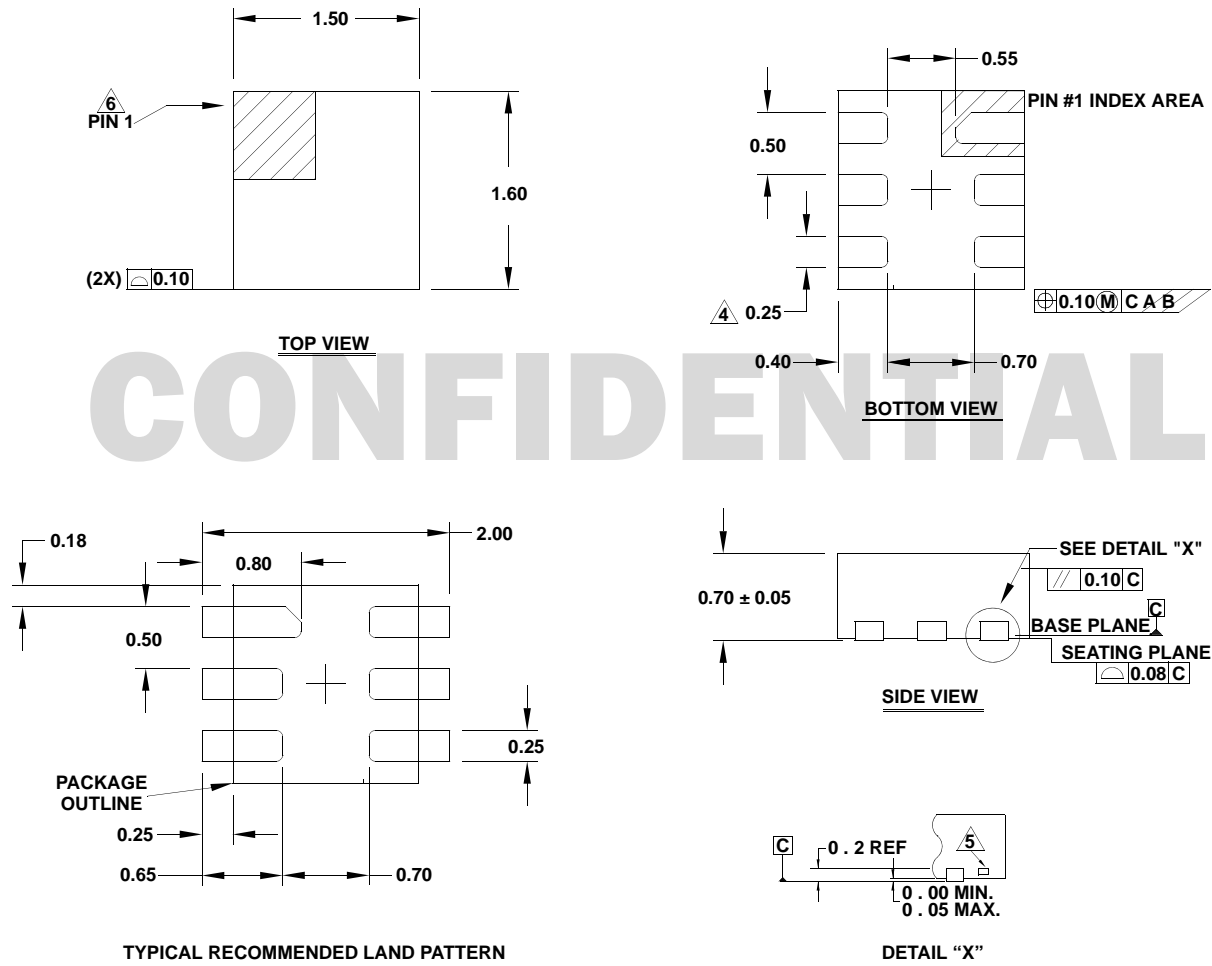 1.50
6
PIN 1
1.60
(2X) 0.10
TOP VIEW
0.55
PIN #1 INDEX AREA
0.50
4 0.25
0.10 M C A B
0.40
0.70
BOTTOM VIEW
CONFIDENTIAL
0.18
2.00
0.80
0.50
0.25
PACKAGE
OUTLINE
0.25
0.65
0.70
TYPICAL RECOMMENDED LAND PATTERN
SEE DETAIL "X"
// 0.10 C
0.70 ± 0.05
C
BASE PLANE
SEATING PLANE
0.08 C
SIDE VIEW
C
0 . 2 REF
5
0 . 00 MIN.
0 . 05 MAX.
DETAIL “X”